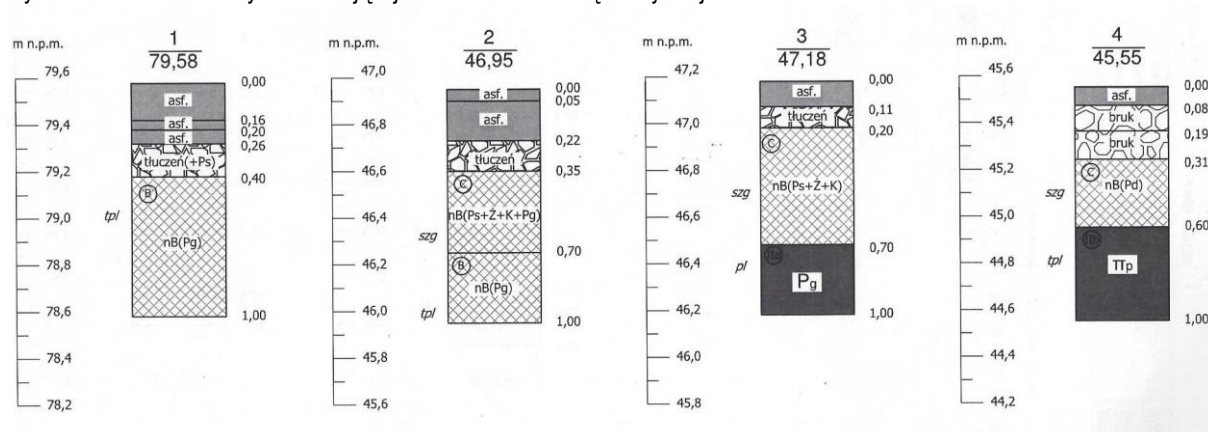 m n.p.m.
1
79,58
79,6
79,4
79,2
79,0
78,8
78,6
78,4
78,2
asf.
asf.
asf.
tłuczeń(+Ps)
B
nB(Pg)
tpl
0,00
0,16
0,20
0,26
0,40
1,00
m n.p.m.
2
46,95
47,0
46,8
46,6
46,4
46,2
46,0
45,8
45,6
asf.
asf.
tłuczeń
C
nB(Ps+Ż+K+Pg)
szg
B
nB(Pg)
tpl
0,00
0,05
0,22
0,35
0,70
1,00
m n.p.m.
3
47,18
47,2
47,0
46,8
46,6
46,4
46,2
46,0
45,8
asf.
tłuczeń
C
nB(Ps+Ż+K)
szg
IIa
Pg
pl
0,00
0,11
0,20
0,70
1,00
m n.p.m.
4
45,55
45,6
45,4
45,2
45,0
44,8
44,6
44,4
44,2
asf.
bruk
bruk
C
nB(Pd)
szg
πp
tpl
0,00
0,08
0,19
0,31
0,60
1,00